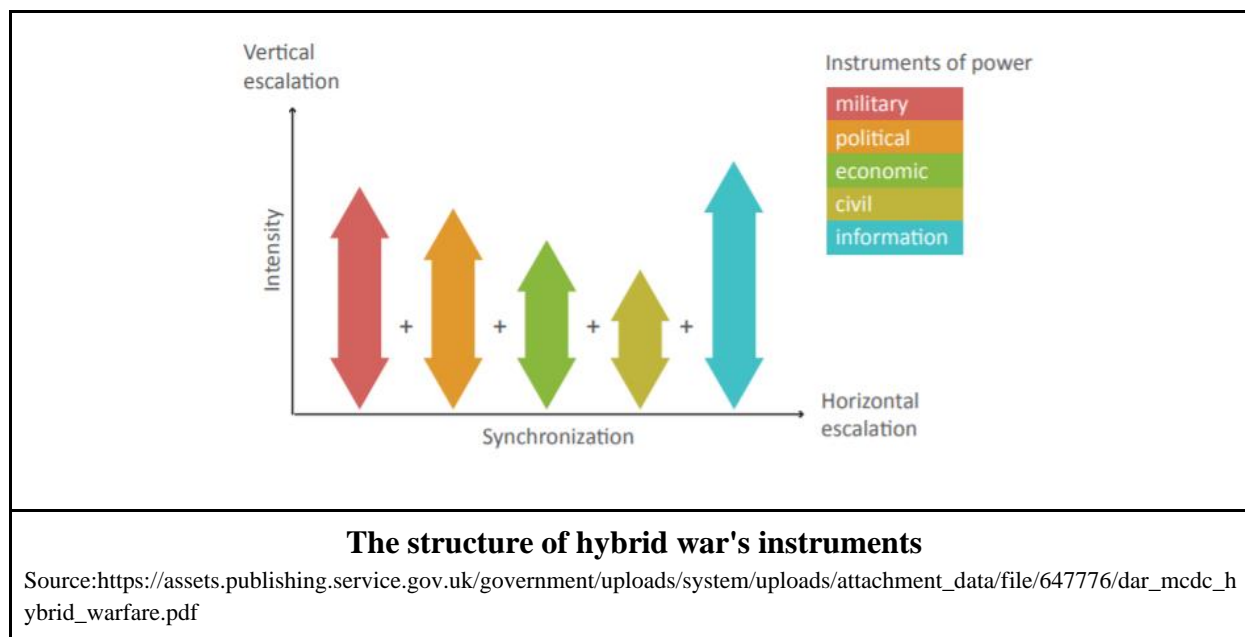 Vertical
escalation
Instruments of power
military
political
economic
civil
information
Intensity
+ + + +
Horizontal
escalation
Synchronization
The structure of hybrid war's instruments
Source:https://assets.publishing.service.gov.uk/government/uploads/system/uploads/attachment_data/file/647776/dar_mcdc_h
ybrid_warfare.pdf